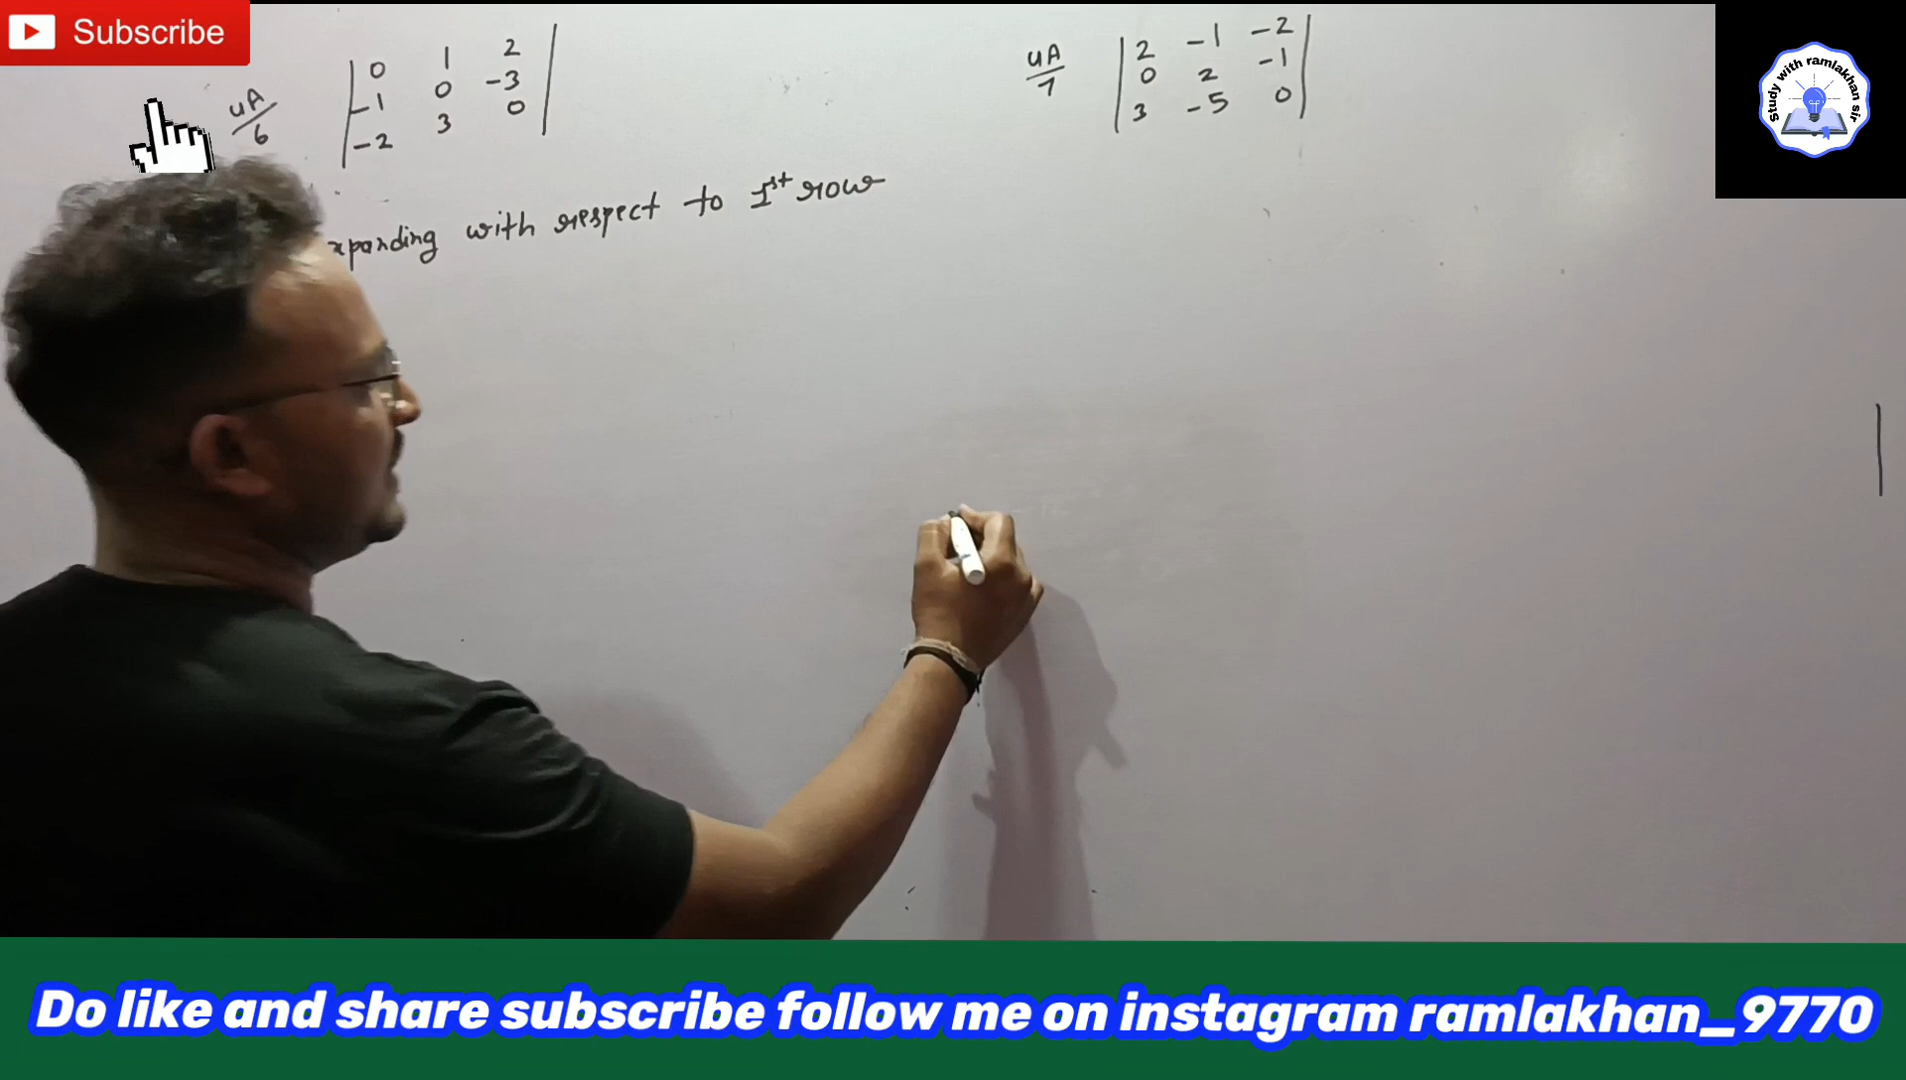 Subscribe
0 1 2
-1 0 -3
-2 3 0
UA/6
UA/7
2 -1 -2
0 2 -1
3 -5 0
xpanding with respect to 1st row
Study with ramlakhan sir
Do like and share subscribe follow me on instagram ramlakhan_9770